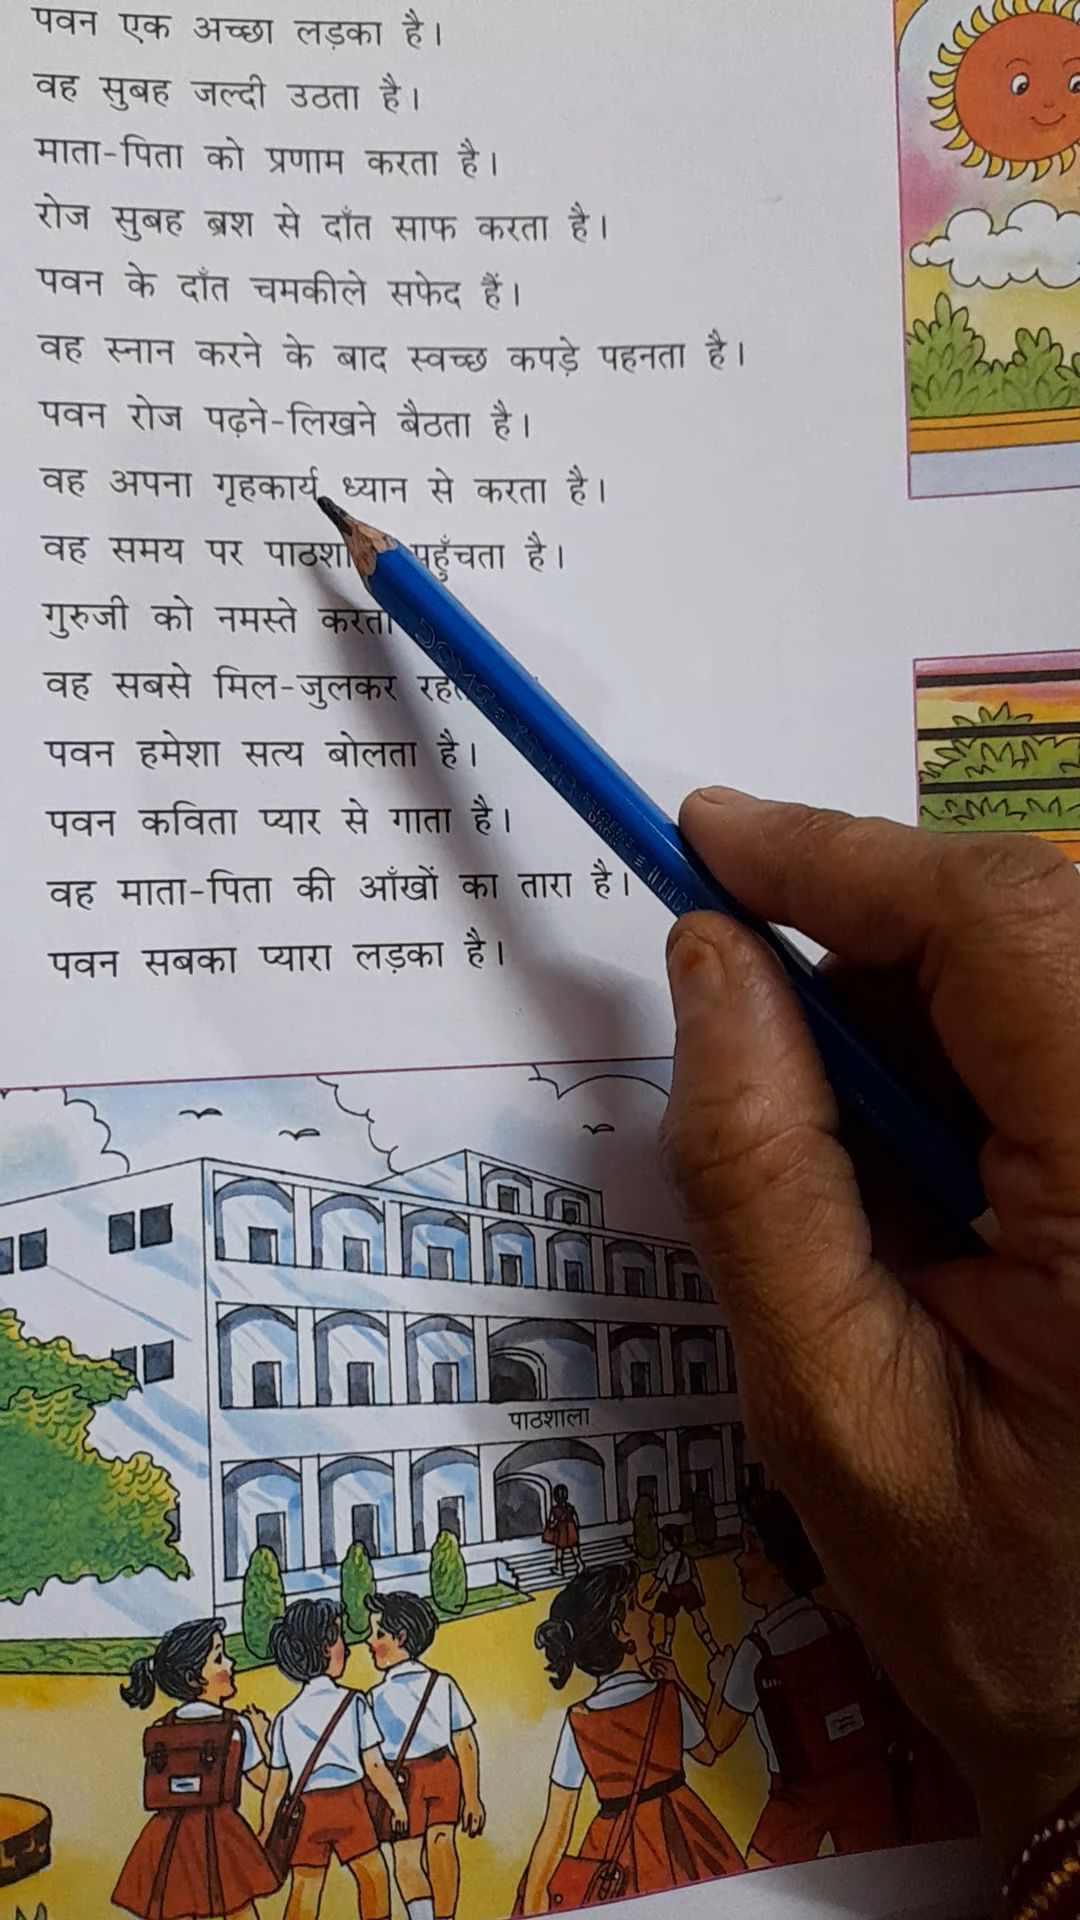 पवन एक अच्छा लड़का है।
वह सुबह जल्दी उठता है।
माता-पिता को प्रणाम करता है।
रोज सुबह ब्रश से दाँत साफ करता है।
पवन के दाँत चमकीले सफेद हैं।
वह स्नान करने के बाद स्वच्छ कपड़े पहनता है।
पवन रोज पढ़ने-लिखने बैठता है।
वह अपना गृहकार्य ध्यान से करता है।
वह समय पर पहुँचता है।
गुरुजी को नमस्ते करता
वह सबसे मिल-जुलकर
पवन हमेशा सत्य बोलता है।
पवन कविता प्यार से गाता है।
वह माता-पिता की आँखों का तारा है।
पवन सबका प्यारा लड़का है।
पाठशाला